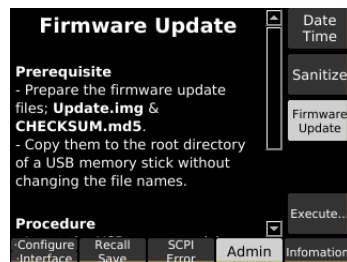 Firmware Update
Prerequisite
- Prepare the firmware update
files; Update.img &
CHECKSUM.md5.
- Copy them to the root directory
of a USB memory stick without
changing the file names.
Procedure
Date
Time
Sanitize
Firmware
Update
Execute...
·Configure
·Interface
Recall
Save
SCPI
Error
Admin
Infomation